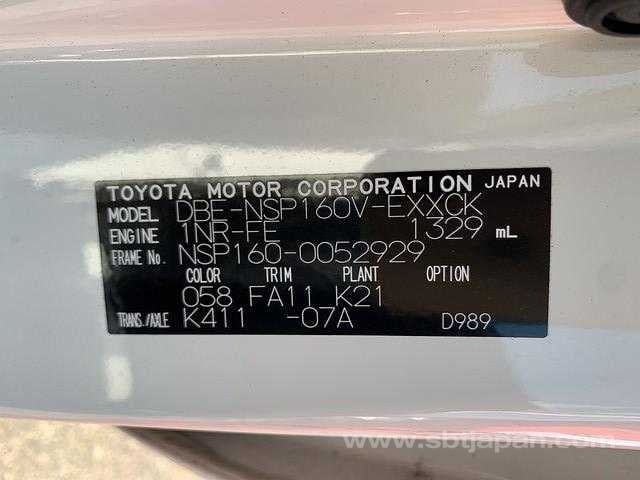 TOYOTA MOTOR CORPORATION JAPAN
MODEL DBE-NSP160V-EXXCK
ENGINE 1NR-FE 1329 mL
FRAME No. NSP160-0052929
COLOR TRIM PLANT OPTION
058 FA11 K21
TRANS./AXLE K411 -07A D989
www.sbtjapan.com